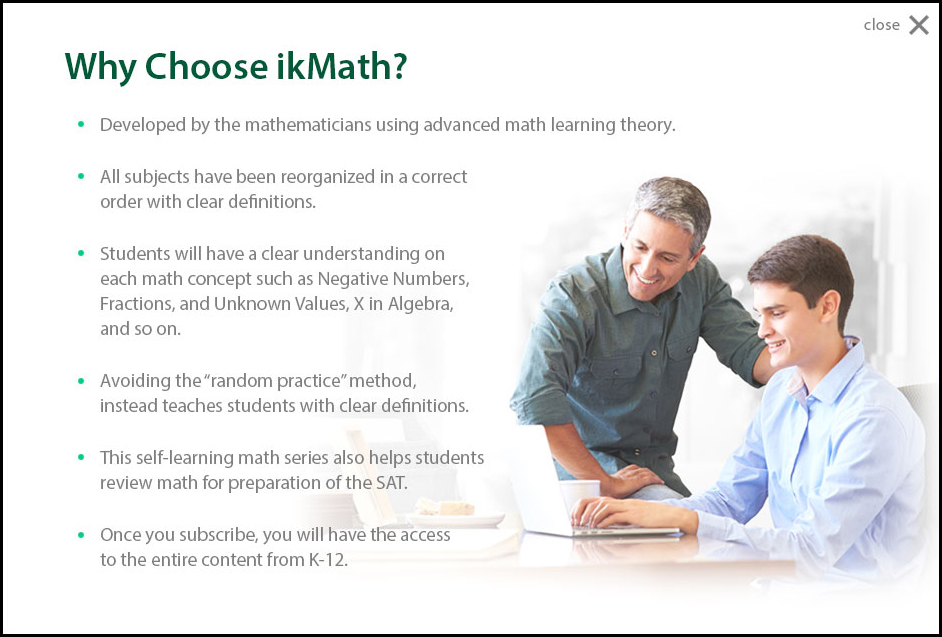 close
Why Choose ikMath?
• Developed by the mathematicians using advanced math learning theory.
• All subjects have been reorganized in a correct
order with clear definitions.
• Students will have a clear understanding on
each math concept such as Negative Numbers,
Fractions, and Unknown Values, X in Algebra,
and so on.
• Avoiding the “random practice” method,
instead teaches students with clear definitions.
• This self-learning math series also helps students
review math for preparation of the SAT.
• Once you subscribe, you will have the access
to the entire content from K-12.